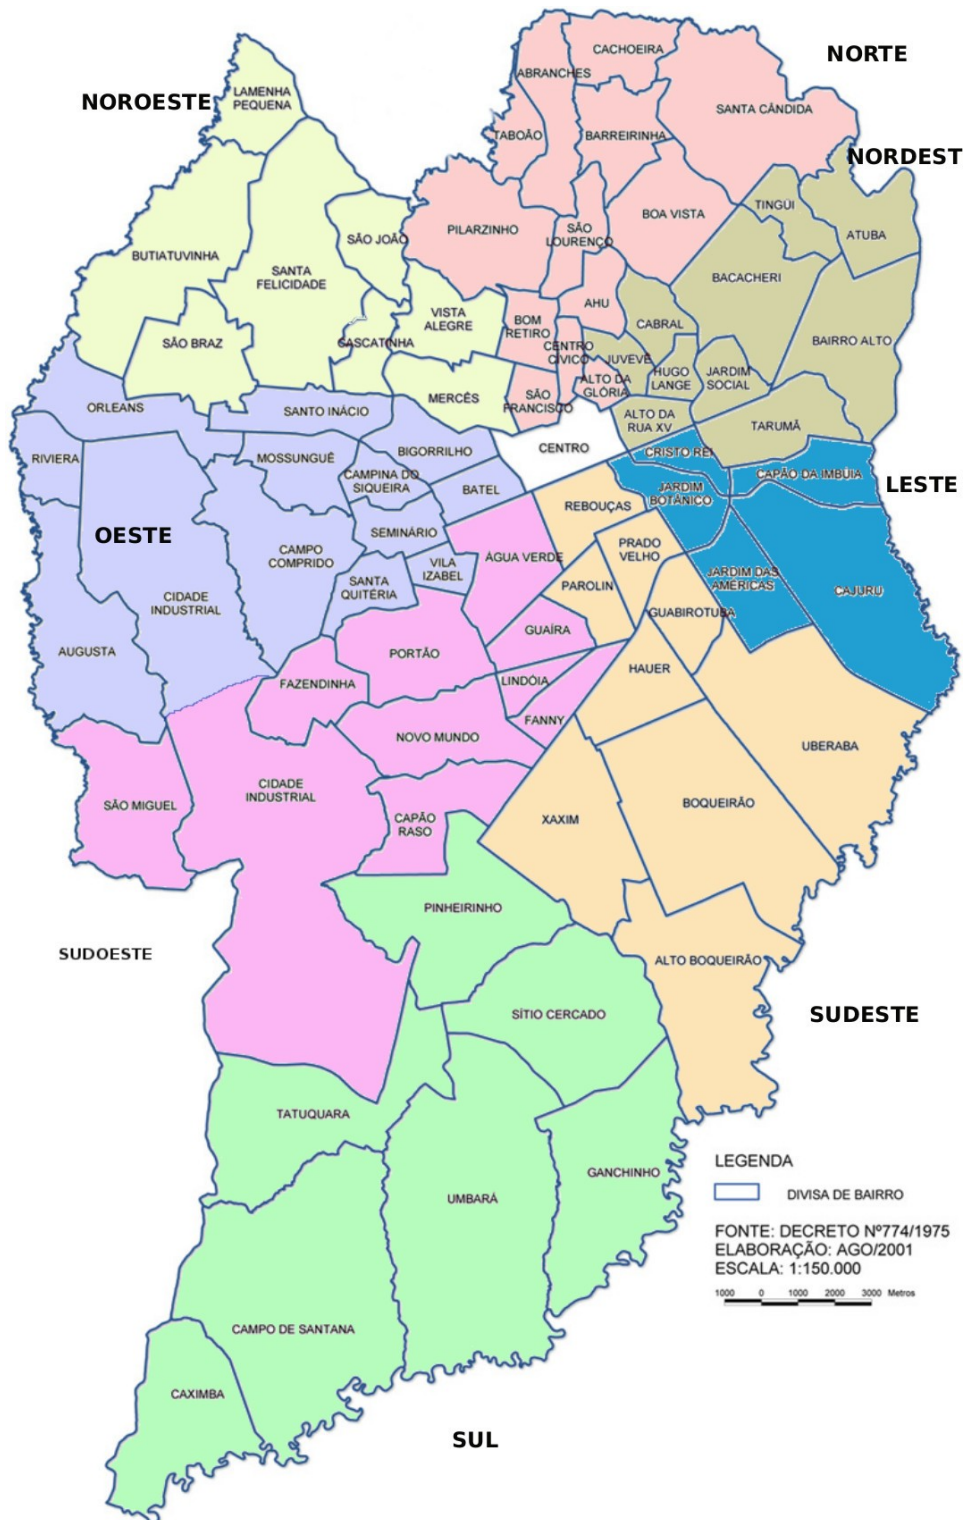 NORTE
CACHOEIRA
ABRANCHES
LAMENHA
PEQUENA
NOROESTE
SANTA CÂNDIDA
TABOÃO
BARREIRINHA
NORDEST
TINGÜI
BOA VISTA
PILARZINHO
SÃO
LOURENÇO
ATUBA
SÃO JOÃO
BUTIATUVINHA
SANTA
FELICIDADE
BACACHERI
AHU
VISTA
ALEGRE
BOM
RETIRO
CABRAL
BAIRRO ALTO
SÃO BRAZ
CASCATINHA
CENTRO
CÍVICO
JUVEVÊ
HUGO
LANGE
JARDIM
SOCIAL
ALTO DA
GLÓRIA
MERCÊS
SÃO
FRANCISCO
ORLEANS
SANTO INÁCIO
ALTO DA
RUA XV
TARUMÃ
CENTRO
BIGORRILHO
CRISTO REI
RIVIERA
MOSSUNGUÊ
CAMPINA DO
SIQUEIRA
CAPÃO DA IMBÚIA
LESTE
BATEL
JARDIM
BOTÂNICO
REBOUÇAS
OESTE
SEMINÁRIO
PRADO
VELHO
CAMPO
COMPRIDO
ÁGUA VERDE
VILA
IZABEL
SANTA
QUITÉRIA
PAROLIN
JARDIM DAS
AMÉRICAS
CAJURU
CIDADE
INDUSTRIAL
GUABIROTUBA
GUAÍRA
AUGUSTA
PORTÃO
HAUER
FAZENDINHA
LINDÓIA
FANNY
NOVO MUNDO
UBERABA
CIDADE
INDUSTRIAL
SÃO MIGUEL
BOQUEIRÃO
CAPÃO
RASO
XAXIM
PINHEIRINHO
SUDOESTE
ALTO BOQUEIRÃO
SÍTIO CERCADO
SUDESTE
TATUQUARA
LEGENDA
DIVISA DE BAIRRO
GANCHINHO
UMBARÁ
FONTE: DECRETO Nº774/1975
ELABORAÇÃO: AGO/2001
ESCALA: 1:150.000
1000 0 1000 2000 3000 Metros
CAMPO DE SANTANA
CAXIMBA
SUL